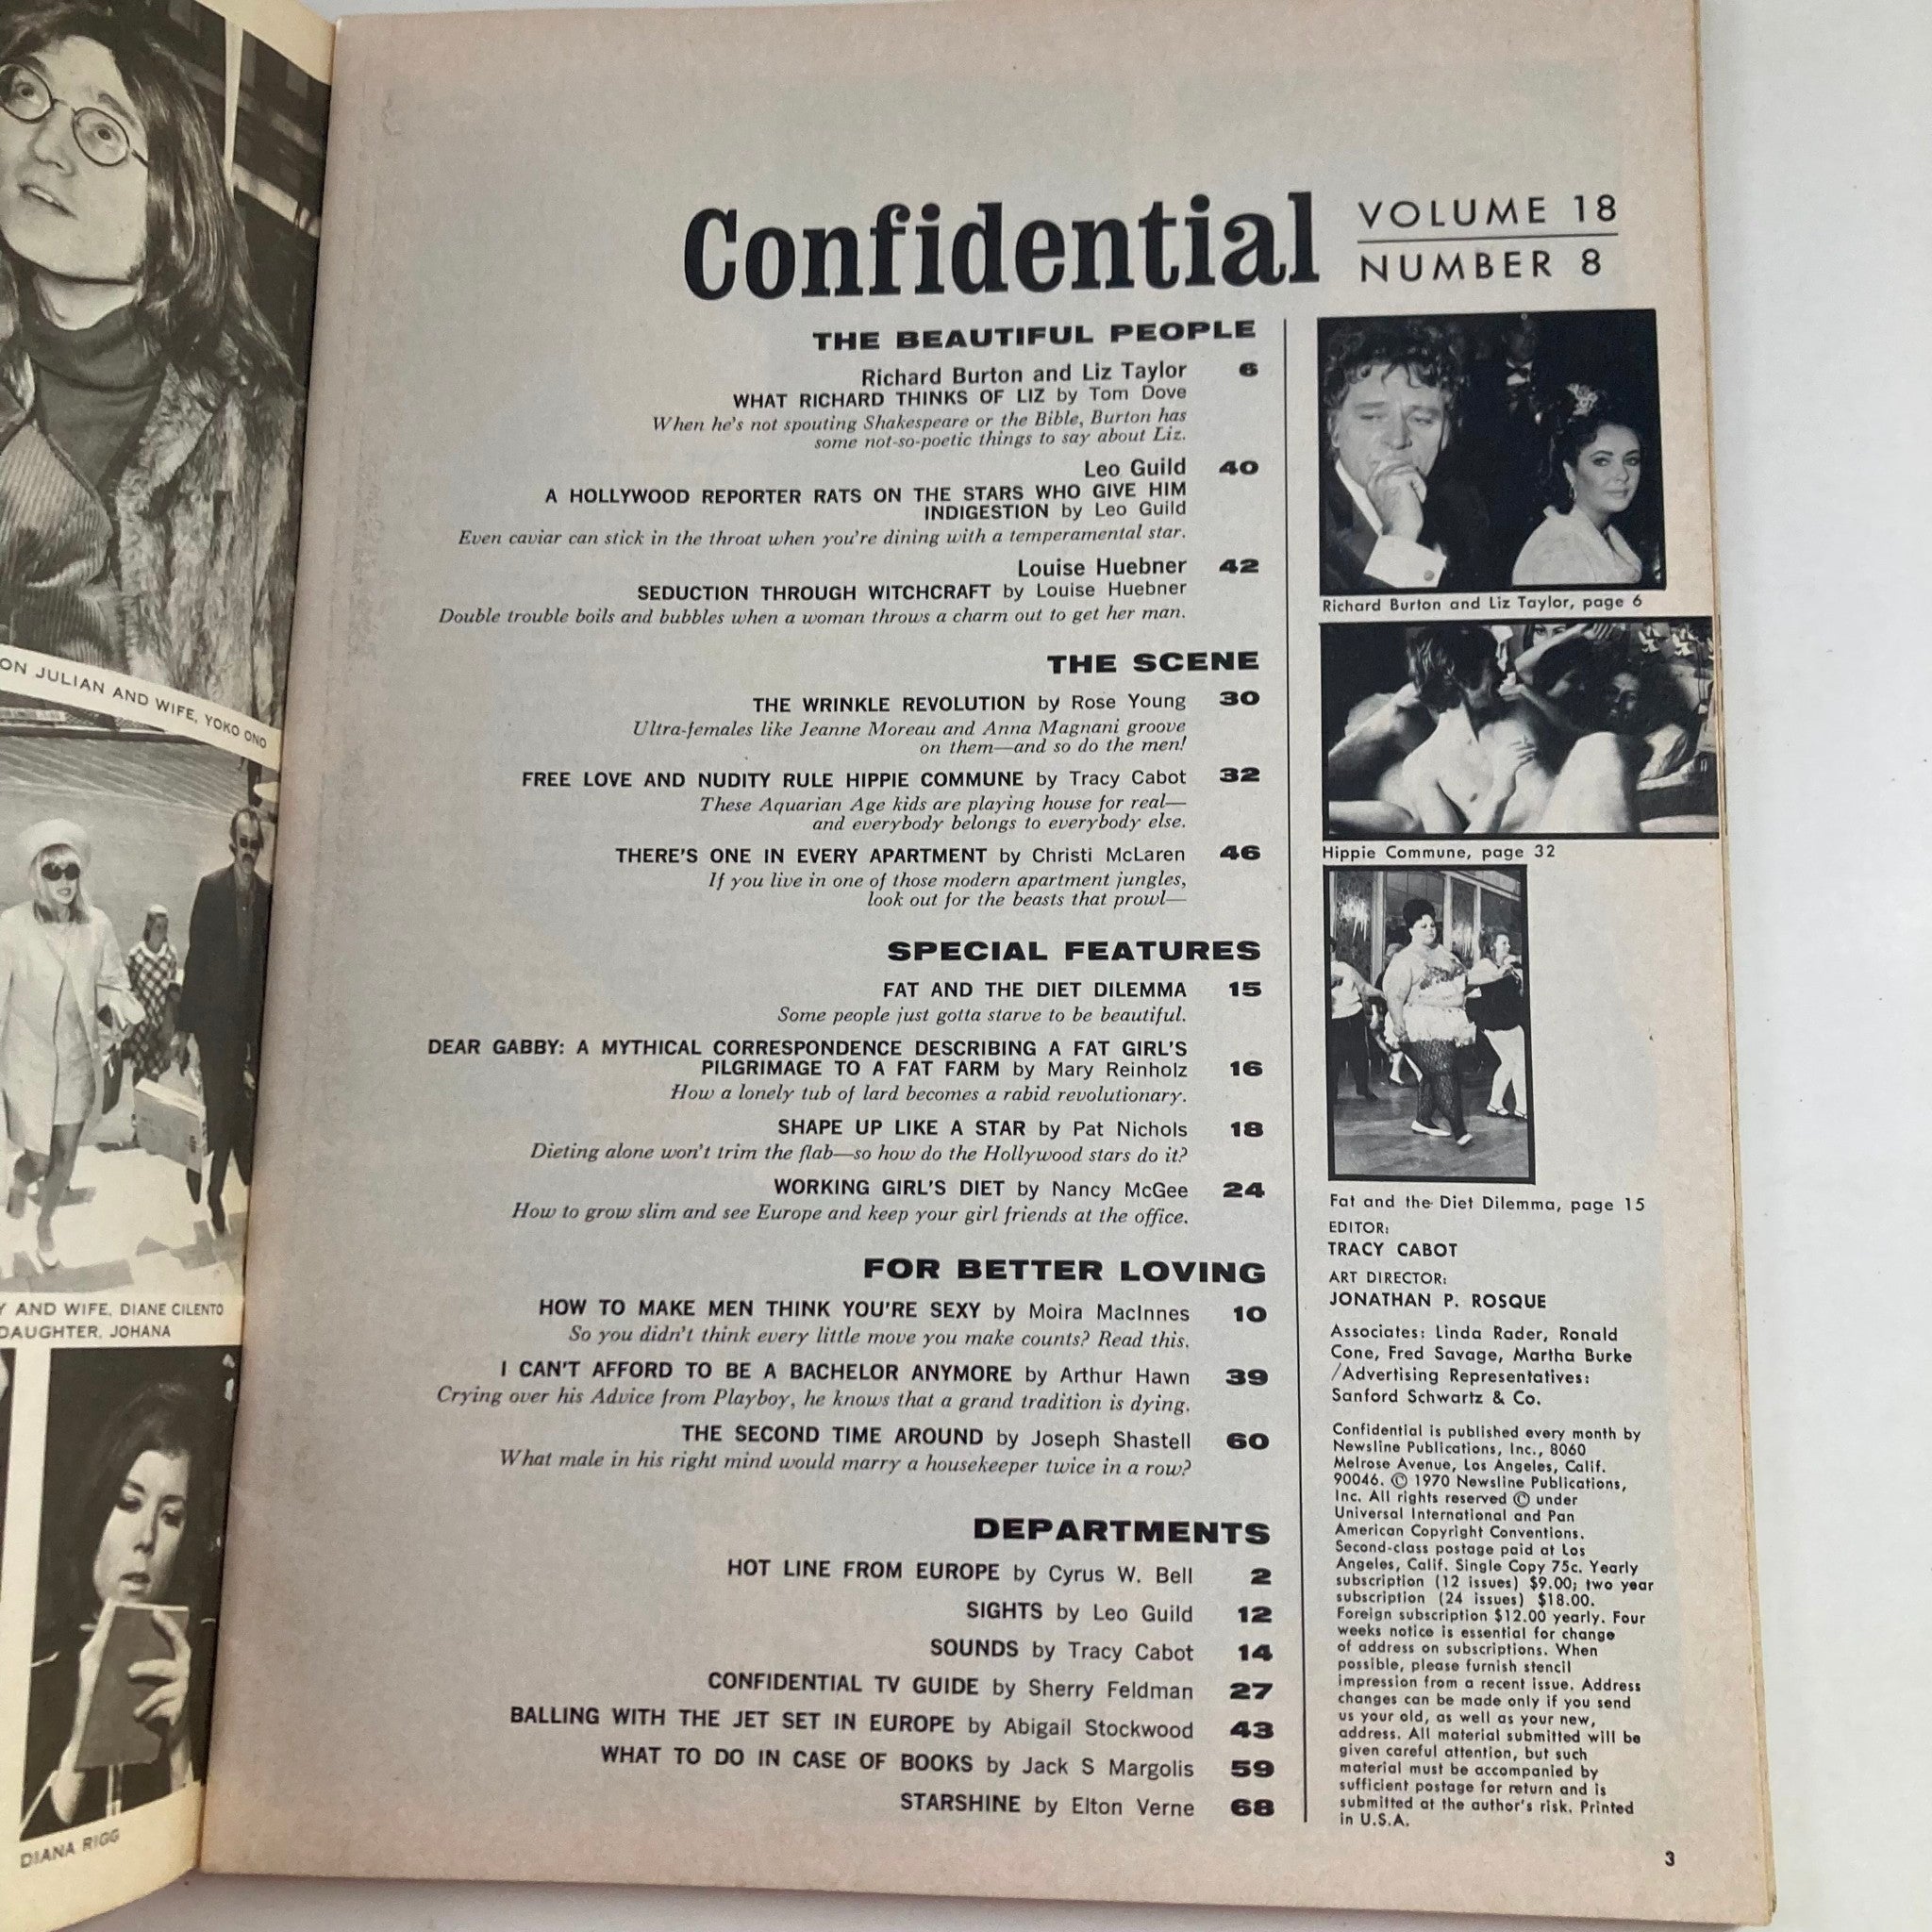 ON JULIAN AND WIFE, YOKO ONO
Y AND WIFE, DIANE CILENTO
DAUGHTER, JOHANA
DIANA RIGG
Confidential
VOLUME 18
NUMBER 8
THE BEAUTIFUL PEOPLE
Richard Burton and Liz Taylor 6
WHAT RICHARD THINKS OF LIZ by Tom Dove
When he's not spouting Shakespeare or the Bible, Burton has
some not-so-poetic things to say about Liz.
Leo Guild 40
A HOLLYWOOD REPORTER RATS ON THE STARS WHO GIVE HIM
INDIGESTION by Leo Guild
Even caviar can stick in the throat when you're dining with a temperamental star.
Louise Huebner 42
SEDUCTION THROUGH WITCHCRAFT by Louise Huebner
Double trouble boils and bubbles when a woman throws a charm out to get her man.
THE SCENE
THE WRINKLE REVOLUTION by Rose Young 30
Ultra-females like Jeanne Moreau and Anna Magnani groove
on them—and so do the men!
FREE LOVE AND NUDITY RULE HIPPIE COMMUNE by Tracy Cabot 32
These Aquarian Age kids are playing house for real—
and everybody belongs to everybody else.
THERE'S ONE IN EVERY APARTMENT by Christi McLaren 46
If you live in one of those modern apartment jungles,
look out for the beasts that prowl—
SPECIAL FEATURES
FAT AND THE DIET DILEMMA 15
Some people just gotta starve to be beautiful.
DEAR GABBY: A MYTHICAL CORRESPONDENCE DESCRIBING A FAT GIRL'S
PILGRIMAGE TO A FAT FARM by Mary Reinholz 16
How a lonely tub of lard becomes a rabid revolutionary.
SHAPE UP LIKE A STAR by Pat Nichols 18
Dieting alone won't trim the flab—so how do the Hollywood stars do it?
WORKING GIRL'S DIET by Nancy McGee 24
How to grow slim and see Europe and keep your girl friends at the office.
FOR BETTER LOVING
HOW TO MAKE MEN THINK YOU'RE SEXY by Moira MacInnes 10
So you didn't think every little move you make counts? Read this.
I CAN'T AFFORD TO BE A BACHELOR ANYMORE by Arthur Hawn 39
Crying over his Advice from Playboy, he knows that a grand tradition is dying.
THE SECOND TIME AROUND by Joseph Shastell 60
What male in his right mind would marry a housekeeper twice in a row?
DEPARTMENTS
HOT LINE FROM EUROPE by Cyrus W. Bell 2
SIGHTS by Leo Guild 12
SOUNDS by Tracy Cabot 14
CONFIDENTIAL TV GUIDE by Sherry Feldman 27
BALLING WITH THE JET SET IN EUROPE by Abigail Stockwood 43
WHAT TO DO IN CASE OF BOOKS by Jack S Margolis 59
STARSHINE by Elton Verne 68
Richard Burton and Liz Taylor, page 6
Hippie Commune, page 32
Fat and the Diet Dilemma, page 15
EDITOR:
TRACY CABOT
ART DIRECTOR:
JONATHAN P. ROSQUE
Associates: Linda Rader, Ronald
Cone, Fred Savage, Martha Burke
/Advertising Representatives:
Sanford Schwartz & Co.
Confidential is published every month by
Newsline Publications, Inc., 8060
Melrose Avenue, Los Angeles, Calif.
90046. © 1970 Newsline Publications,
Inc. All rights reserved © under
Universal International and Pan
American Copyright Conventions.
Second-class postage paid at Los
Angeles, Calif. Single Copy 75c. Yearly
subscription (12 issues) $9.00; two year
subscription (24 issues) $18.00.
Foreign subscription $12.00 yearly. Four
weeks notice is essential for change
of address on subscriptions. When
possible, please furnish stencil
impression from a recent issue. Address
changes can be made only if you send
us your old, as well as your new,
address. All material submitted will be
given careful attention, but such
material must be accompanied by
sufficient postage for return and is
submitted at the author's risk. Printed
in U.S.A.
3